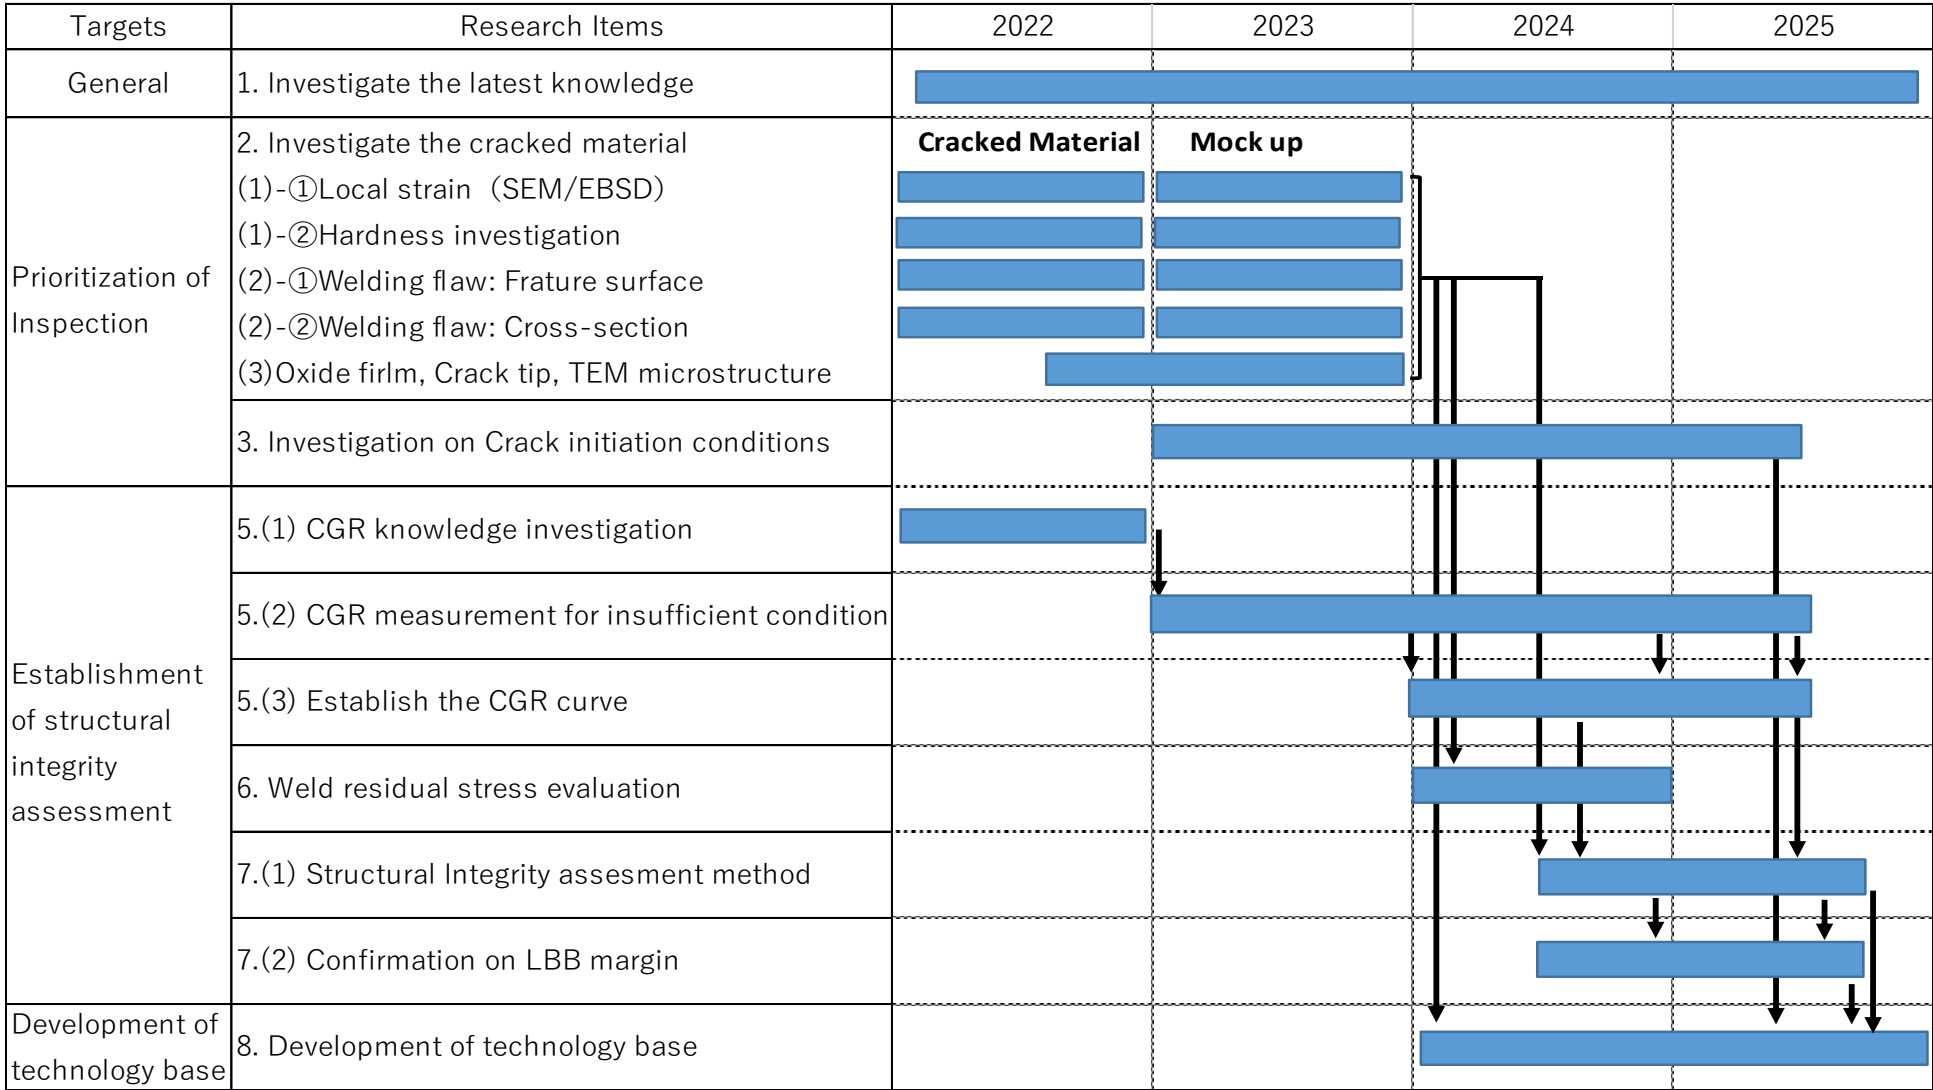 Targets
Research Items
2022
2023
2024
2025
General
1. Investigate the latest knowledge
Prioritization of
Inspection
2. Investigate the cracked material
(1)-①Local strain（SEM/EBSD）
(1)-②Hardness investigation
(2)-①Welding flaw: Frature surface
(2)-②Welding flaw: Cross-section
(3)Oxide firlm, Crack tip, TEM microstructure
Cracked Material
Mock up
3. Investigation on Crack initiation conditions
Establishment
of structural
integrity
assessment
5.(1) CGR knowledge investigation
5.(2) CGR measurement for insufficient condition
5.(3) Establish the CGR curve
6. Weld residual stress evaluation
7.(1) Structural Integrity assesment method
7.(2) Confirmation on LBB margin
Development of
technology base
8. Development of technology base